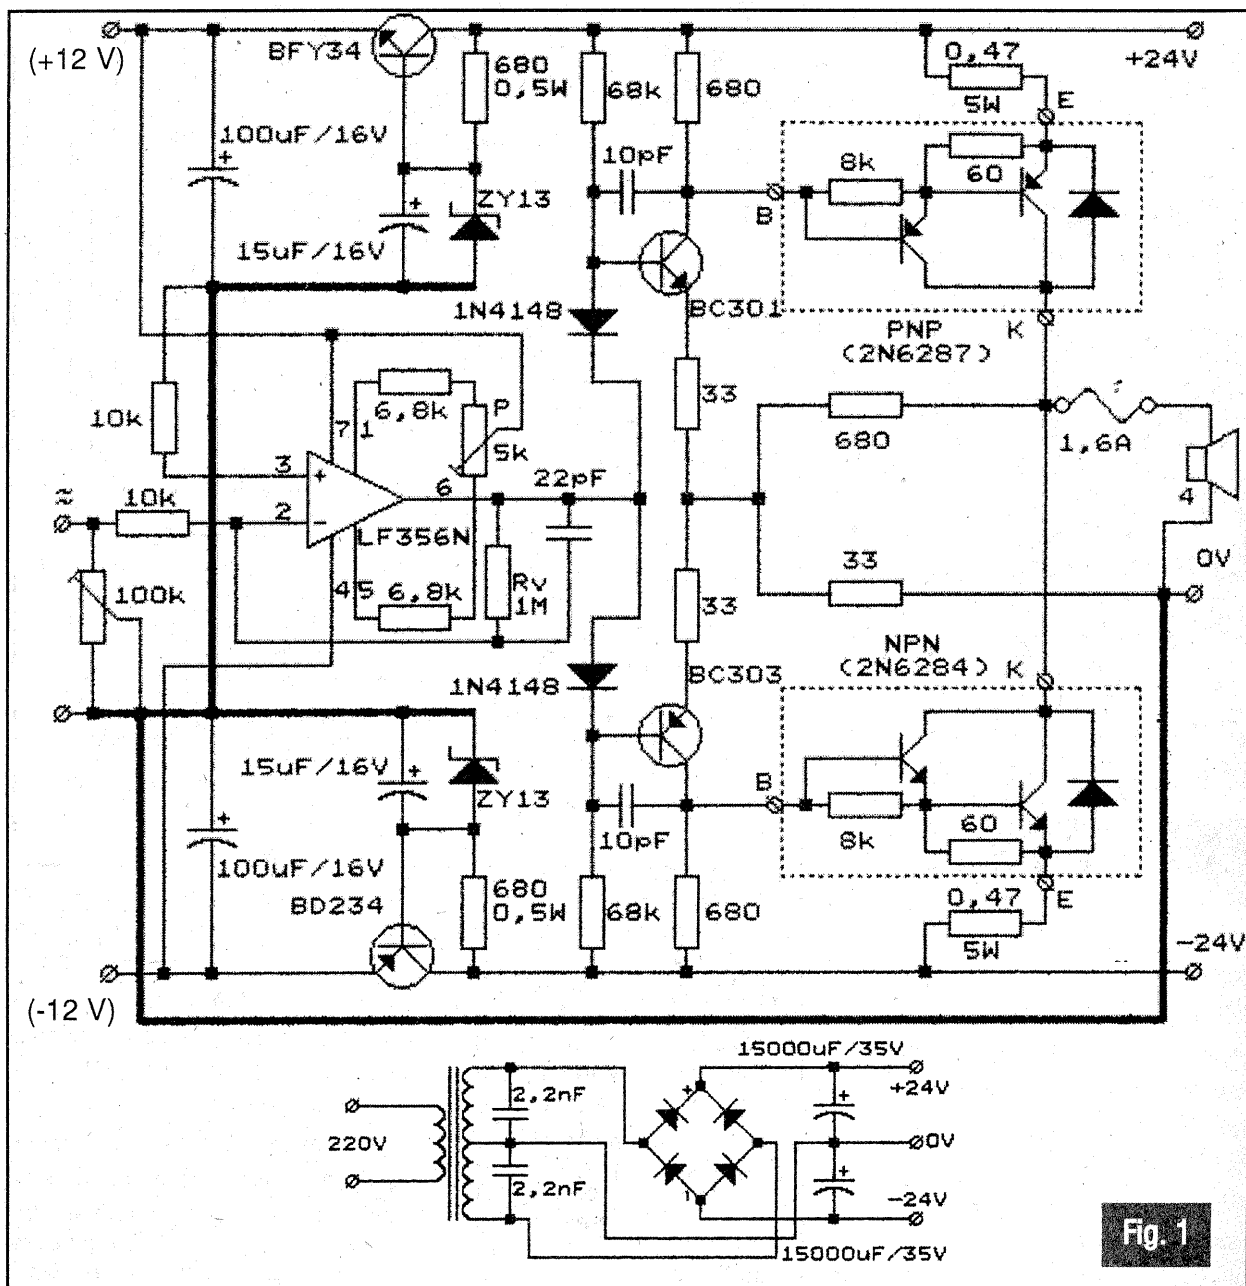 (+12 V)
BFY34
680
0,5W
68k
680
0,47
5W
+24V
E
100uF/16V
10pF
8k
60
ZY13
B
15uF/16V
1N4148
BC301
PNP
(2N6287)
K
10k
6,8k
P
5k
33
680
1,6A
7 1
3
+
6
22pF
4
≈
10k
2
-
LF356N
0V
33
100k
4 5
6,8k
Rv
1M
33
NPN
(2N6284)
K
1N4148
BC303
15uF/16V
ZY13
B
10pF
8k
60
100uF/16V
BD234
680
0,5W
68k
680
0,47
5W
E
-24V
(-12 V)
15000uF/35V
+24V
2,2nF
+
+
220V
0V
2,2nF
+
-24V
15000uF/35V
Fig. 1